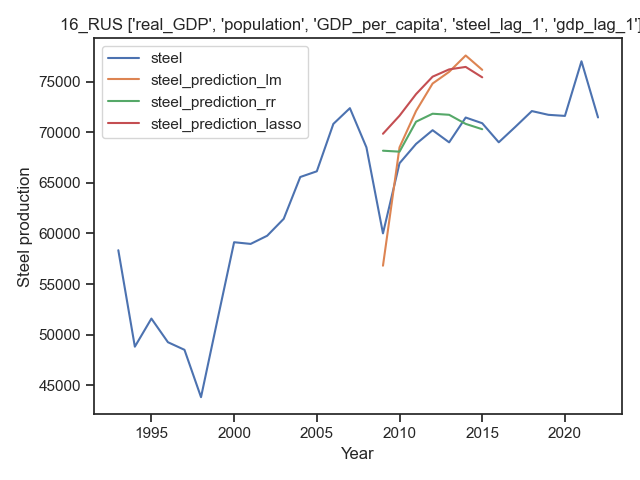 16_RUS ['real_GDP', 'population', 'GDP_per_capita', 'steel_lag_1', 'gdp_lag_1']
steel
steel_prediction_lm
steel_prediction_rr
steel_prediction_lasso
75000
70000
65000
60000
55000
50000
45000
Steel production
1995
2000
2005
2010
2015
2020
Year